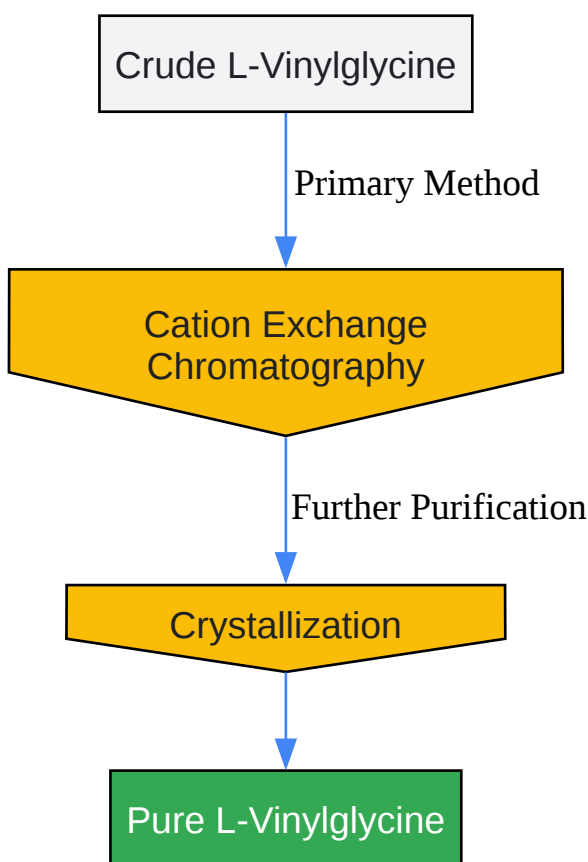 Crude L-Vinylglycine
Primary Method
Cation Exchange
Chromatography
Further Purification
Crystallization
Pure L-Vinylglycine